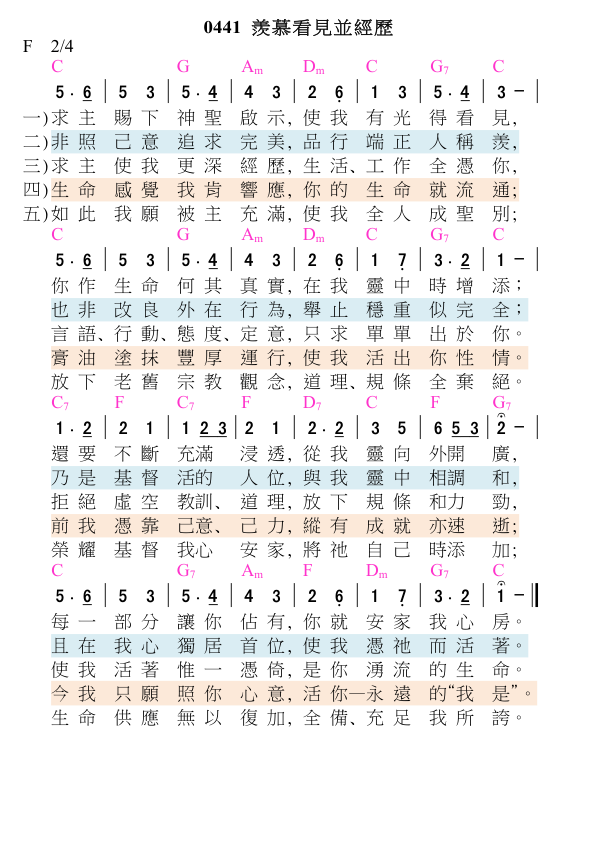 0441 羨慕看見並經歷
F 2/4
C G Am Dm C G7 C
5·6 | 5 3 | 5·4 | 4 3 | 2 6̣ | 1 3 | 5·4 | 3 – |
一)求主賜下神聖啟示,使我有光得看見,
二)非照己意追求完美,品行端正人稱羨,
三)求主使我更深經歷,生活、工作全憑你,
四)生命感覺我肯響應,你的生命就流通;
五)如此我願被主充滿,使我全人成聖別;
C G Am Dm C G7 C
5·6 | 5 3 | 5·4 | 4 3 | 2 6̣ | 1 7̣ | 3·2 | 1 – |
你作生命何其真實,在我靈中時增添;
也非改良外在行為,舉止穩重似完全;
言語、行動、態度、定意,只求單單出於你。
膏油塗抹豐厚運行,使我活出你性情。
放下老舊宗教觀念,道理、規條全棄絕。
C7 F C7 F D7 C F G7
1·2 | 2 1 | 1 2 3 | 2 1 | 2·2 | 3 5 | 6 5 3 | 2 – |
還要不斷充滿浸透,從我靈向外開廣,
乃是基督活的人位,與我靈中相調和,
拒絕虛空教訓、道理,放下規條和力勁,
前我憑靠己意、己力,縱有成就亦速逝;
榮耀基督我心安家,將祂自己時添加;
C G7 Am F Dm G7 C
5·6 | 5 3 | 5·4 | 4 3 | 2 6̣ | 1 7̣ | 3·2 | 1 – ‖
每一部分讓你佔有,你就安家我心房。
且在我心獨居首位,使我憑祂而活著。
使我活著惟一憑倚,是你湧流的生命。
今我只願照你心意,活你—永遠的“我是”。
生命供應無以復加,全備、充足我所誇。